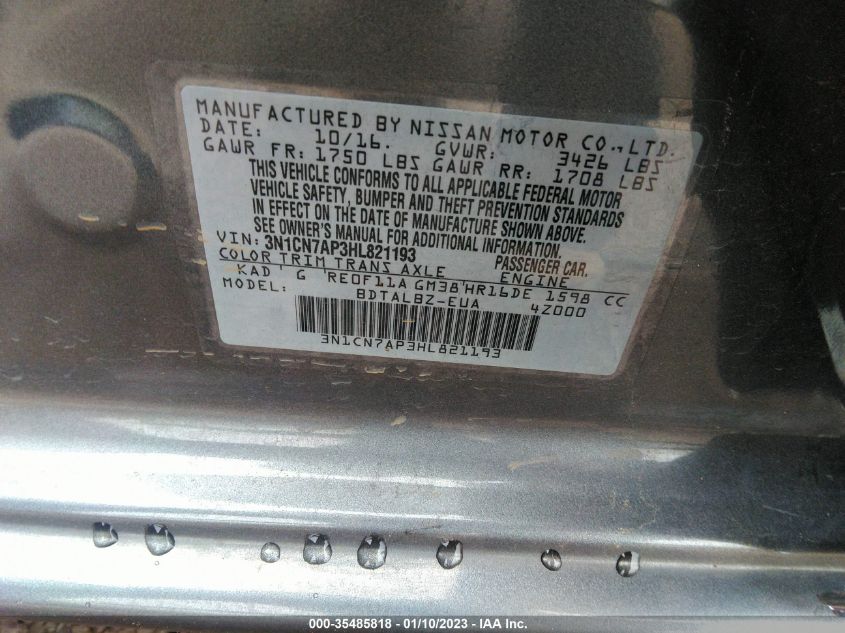 MANUFACTURED BY NISSAN MOTOR CO.,LTD.
DATE: 10/16. GVWR: 3426 LBS
GAWR FR: 1750 LBS GAWR RR: 1708 LBS
THIS VEHICLE CONFORMS TO ALL APPLICABLE FEDERAL MOTOR
VEHICLE SAFETY, BUMPER AND THEFT PREVENTION STANDARDS
IN EFFECT ON THE DATE OF MANUFACTURE SHOWN ABOVE.
SEE OWNER'S MANUAL FOR ADDITIONAL INFORMATION.
VIN: 3N1CN7AP3HL821193 PASSENGER CAR.
COLOR TRIM TRANS AXLE ENGINE
KAD ' G 'RE0F11A GM38'HR16DE 1598 CC
MODEL: BDTALBZ-EUA 4Z000
3N1CN7AP3HL821193
000-35485818 - 01/10/2023 - IAA Inc.